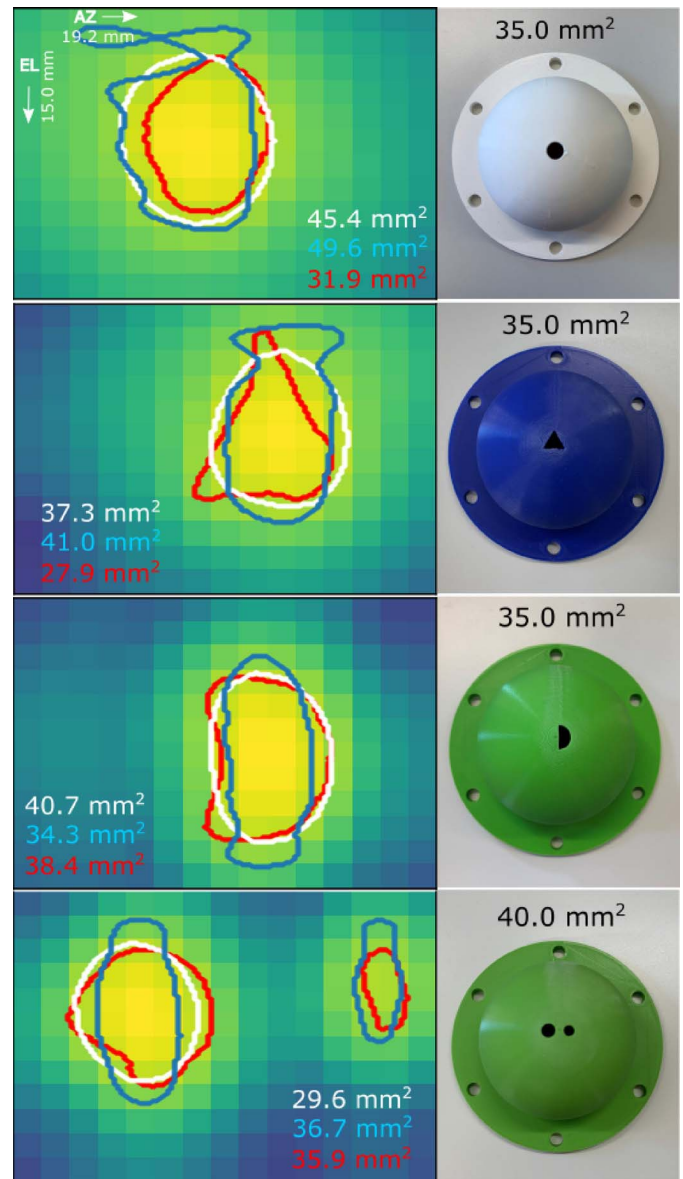 AZ
19.2 mm
EL
15.0 mm
45.4 mm²
49.6 mm²
31.9 mm²
35.0 mm²
37.3 mm²
41.0 mm²
27.9 mm²
35.0 mm²
40.7 mm²
34.3 mm²
38.4 mm²
35.0 mm²
29.6 mm²
36.7 mm²
35.9 mm²
40.0 mm²